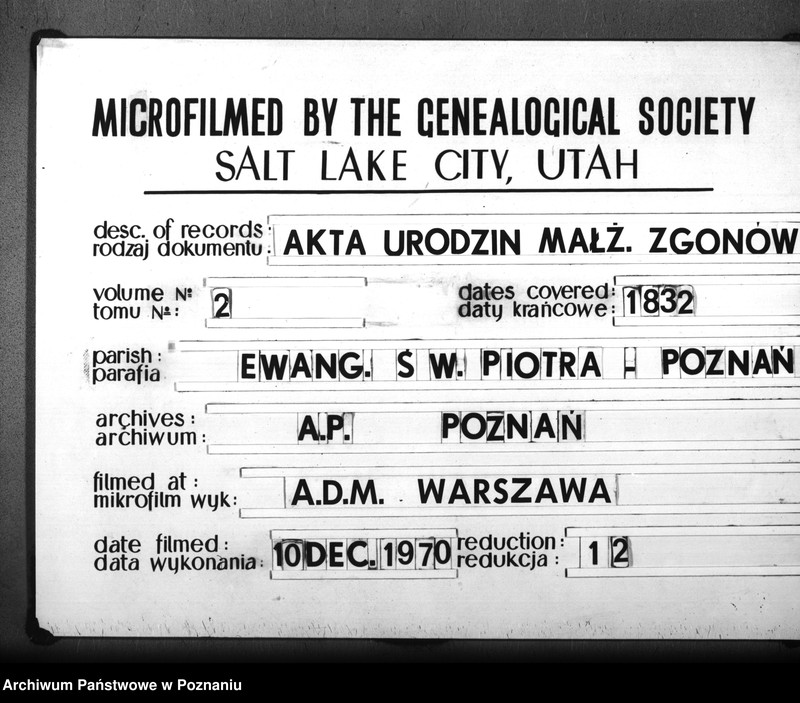 MICROFILMED BY THE GENEALOGICAL SOCIETY
SALT LAKE CITY, UTAH
desc. of records:
rodzaj dokumentu: AKTA URODZIN MAŁŻ. ZGONÓW
volume №
tomu №: 2
dates covered:
daty krańcowe: 1832
parish:
parafia EWANG. ŚW. PIOTRA - POZNAŃ
archives:
archiwum: A.P. POZNAŃ
filmed at:
mikrofilm wyk: A.D.M. WARSZAWA
date filmed:
data wykonania: 10 DEC. 1970
reduction:
redukcja: 12
Archiwum Państwowe w Poznaniu